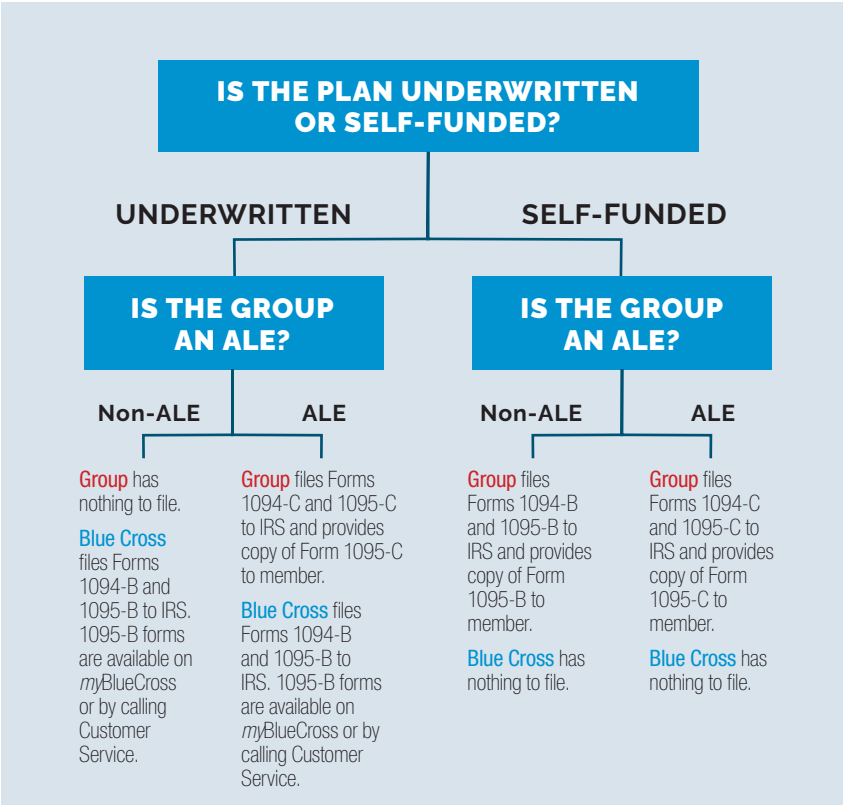 IS THE PLAN UNDERWRITTEN
OR SELF-FUNDED?
UNDERWRITTEN
SELF-FUNDED
IS THE GROUP
AN ALE?
Non-ALE
ALE
Group has
nothing to file.
Blue Cross
files Forms
1094-B and
1095-B to IRS.
1095-B forms
are available on
myBlueCross
or by calling
Customer
Service.
Group files Forms
1094-C and 1095-C
to IRS and provides
copy of Form 1095-C
to member.
Blue Cross files
Forms 1094-B
and 1095-B to
IRS. 1095-B forms
are available on
myBlueCross or by
calling Customer
Service.
IS THE GROUP
AN ALE?
Non-ALE
ALE
Group files
Forms 1094-B
and 1095-B to
IRS and provides
copy of Form
1095-B to
member.
Blue Cross has
nothing to file.
Group files
Forms 1094-C
and 1095-C to
IRS and provides
copy of Form
1095-C to
member.
Blue Cross has
nothing to file.